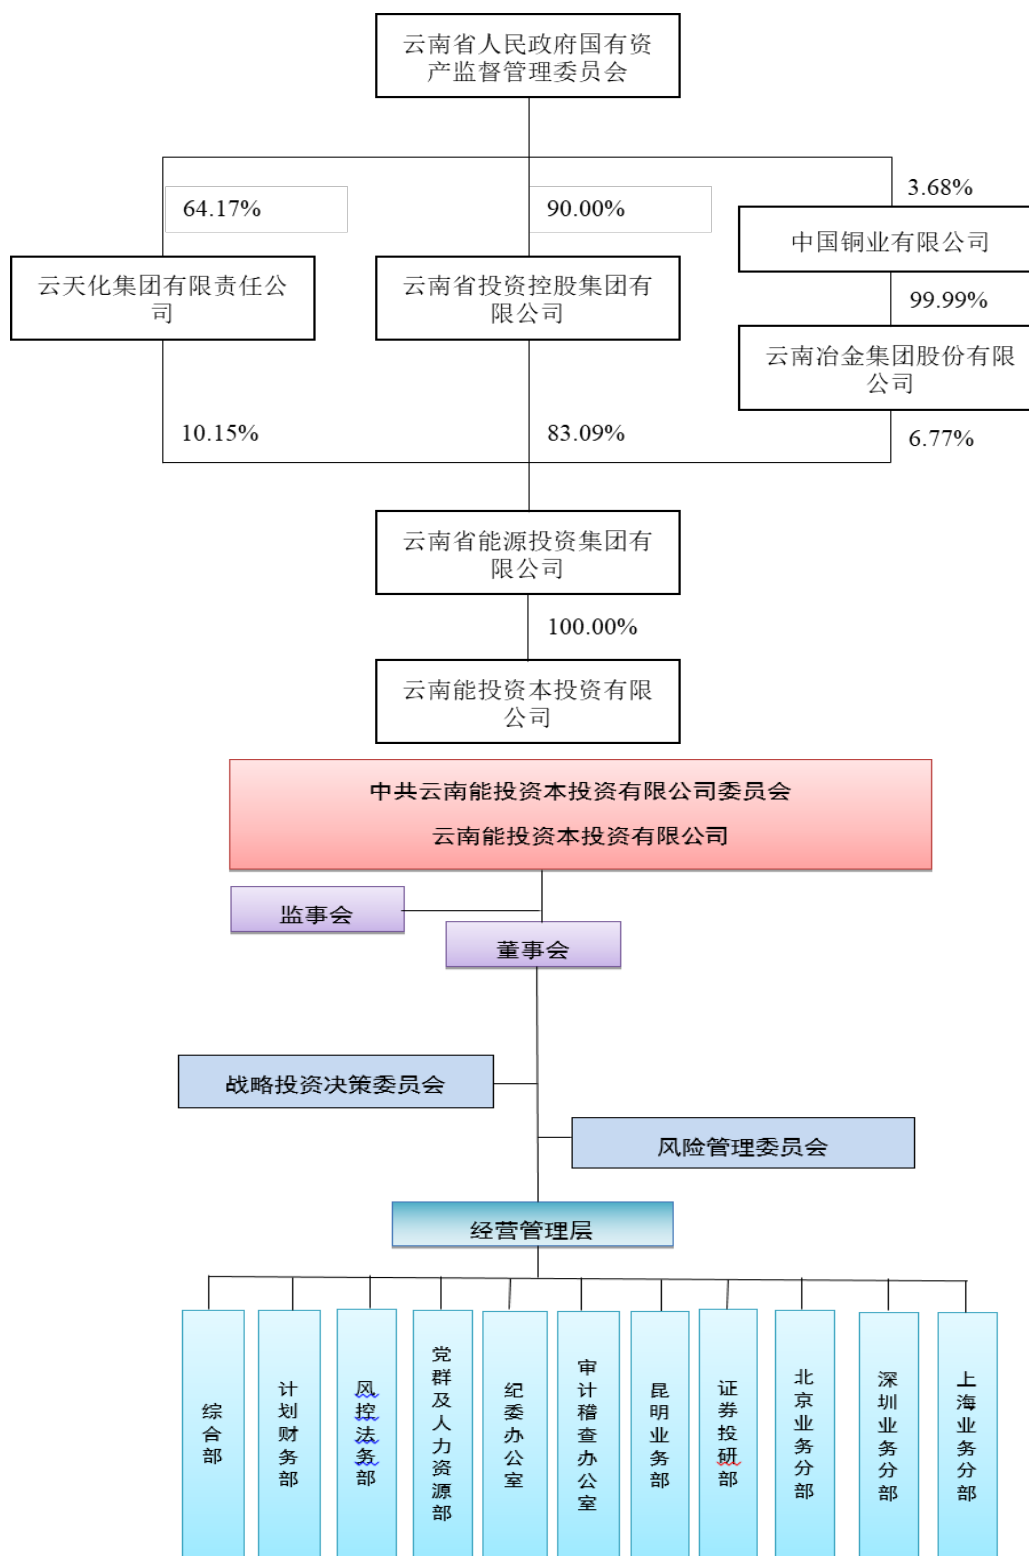 云南省人民政府国有资
产监督管理委员会
64.17%
90.00%
3.68%
中国铜业有限公司
云天化集团有限责任公
司
云南省投资控股集团有
限公司
99.99%
云南冶金集团股份有限
公司
10.15%
83.09%
6.77%
云南省能源投资集团有
限公司
100.00%
云南能投资本投资有限
公司
中共云南能投资本投资有限公司委员会
云南能投资本投资有限公司
监事会
董事会
战略投资决策委员会
风险管理委员会
经营管理层
综合部
计划财务部
风控法务部
党群及人力资源部
纪委办公室
审计稽查办公室
昆明业务部
证券投研部
北京业务分部
深圳业务分部
上海业务分部